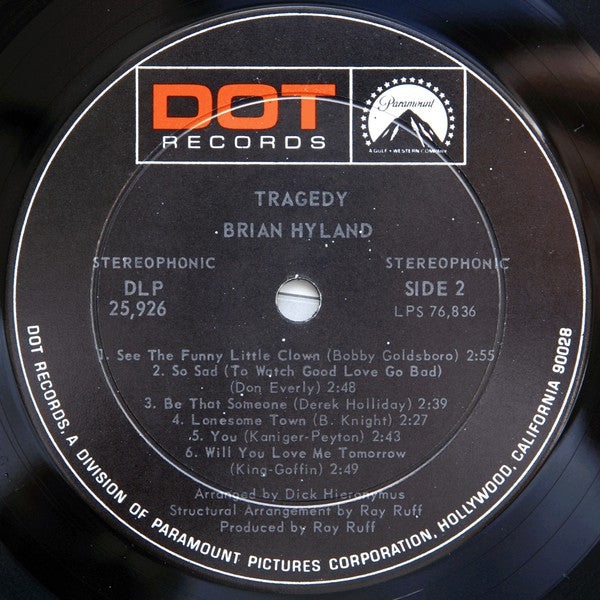 DOT
RECORDS
Paramount
A GULF + WESTERN COMPANY
TRAGEDY
BRIAN HYLAND
STEREOPHONIC
DLP
25,926
STEREOPHONIC
SIDE 2
LPS 76,836
1. See The Funny Little Clown (Bobby Goldsboro) 2:55
2. So Sad (To Watch Good Love Go Bad)
(Don Everly) 2:48
3. Be That Someone (Derek Holliday) 2:39
4. Lonesome Town (B. Knight) 2:27
5. You (Kaniger-Peyton) 2:43
6. Will You Love Me Tomorrow
(King-Goffin) 2:49
Arranged by Dick Hieronymus
Structural Arrangement by Ray Ruff
Produced by Ray Ruff
DOT RECORDS, A DIVISION OF PARAMOUNT PICTURES CORPORATION, HOLLYWOOD, CALIFORNIA 90028